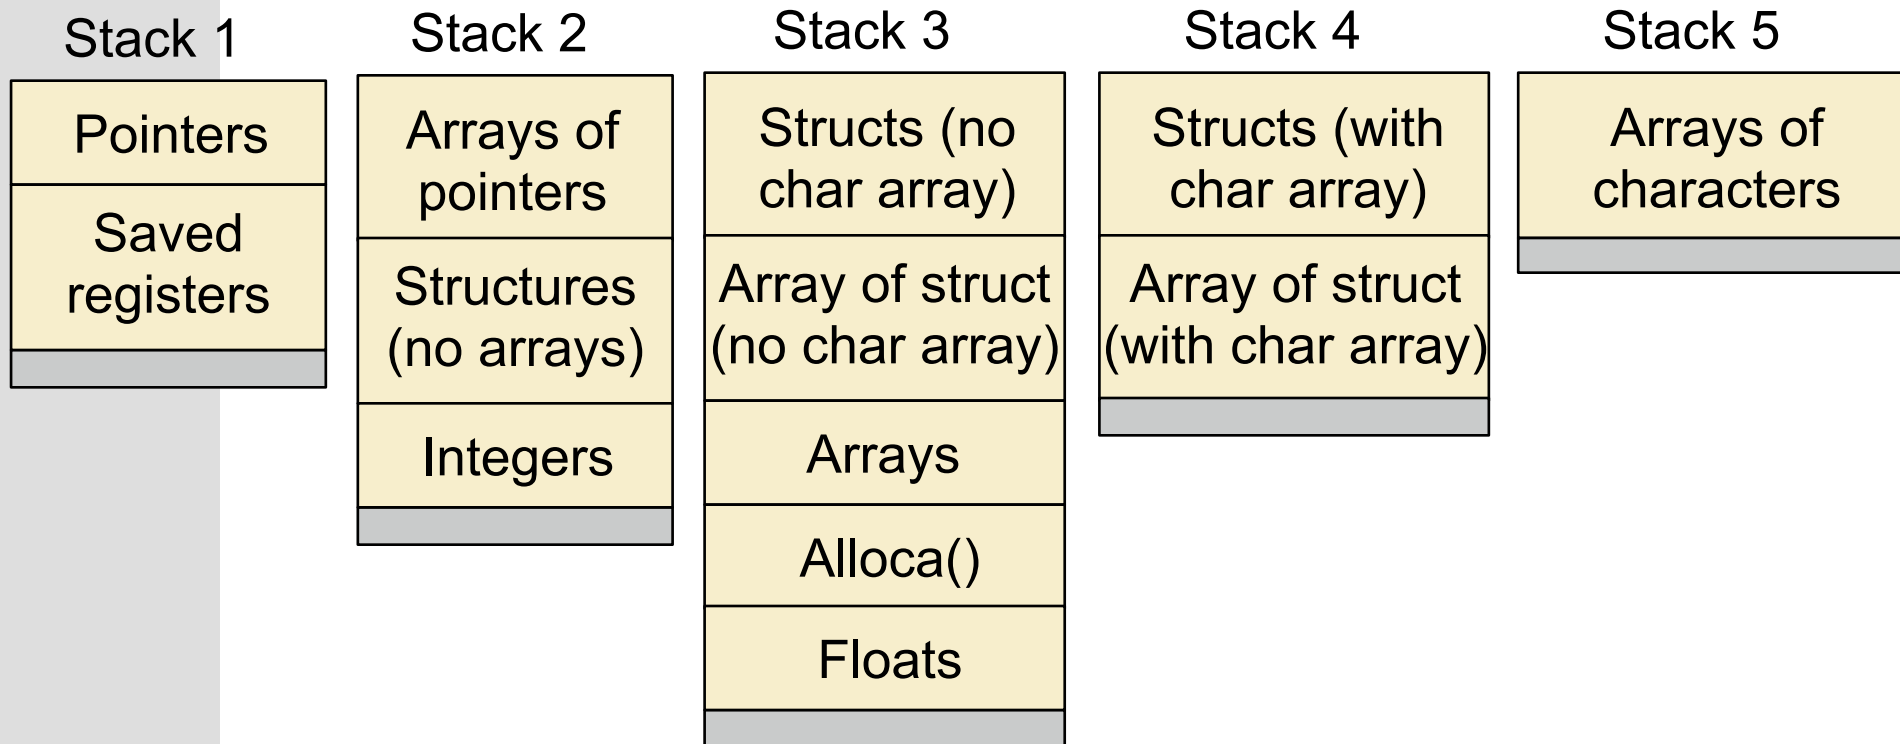 Stack 1
Pointers
Saved
registers
Stack 2
Arrays of
pointers
Structures
(no arrays)
Integers
Stack 3
Structs (no
char array)
Array of struct
(no char array)
Arrays
Alloca()
Floats
Stack 4
Structs (with
char array)
Array of struct
(with char array)
Stack 5
Arrays of
characters